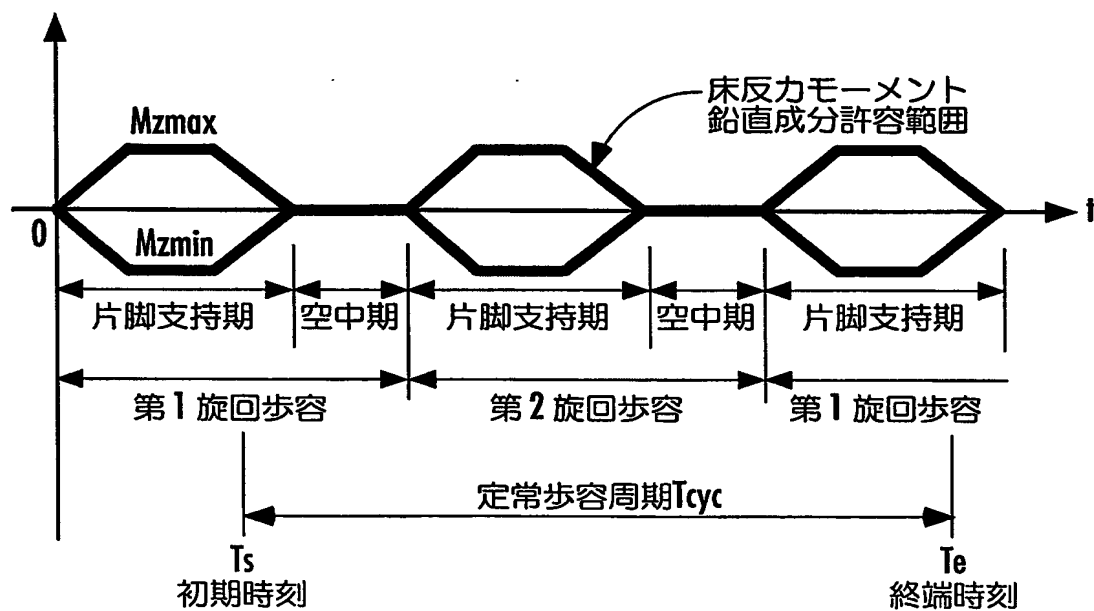 床反力モーメント
鉛直成分許容範囲
Mzmax
0
t
Mzmin
片脚支持期
空中期
片脚支持期
空中期
片脚支持期
第1旋回歩容
第2旋回歩容
第1旋回歩容
定常歩容周期Tcyc
Ts
初期時刻
Te
終端時刻